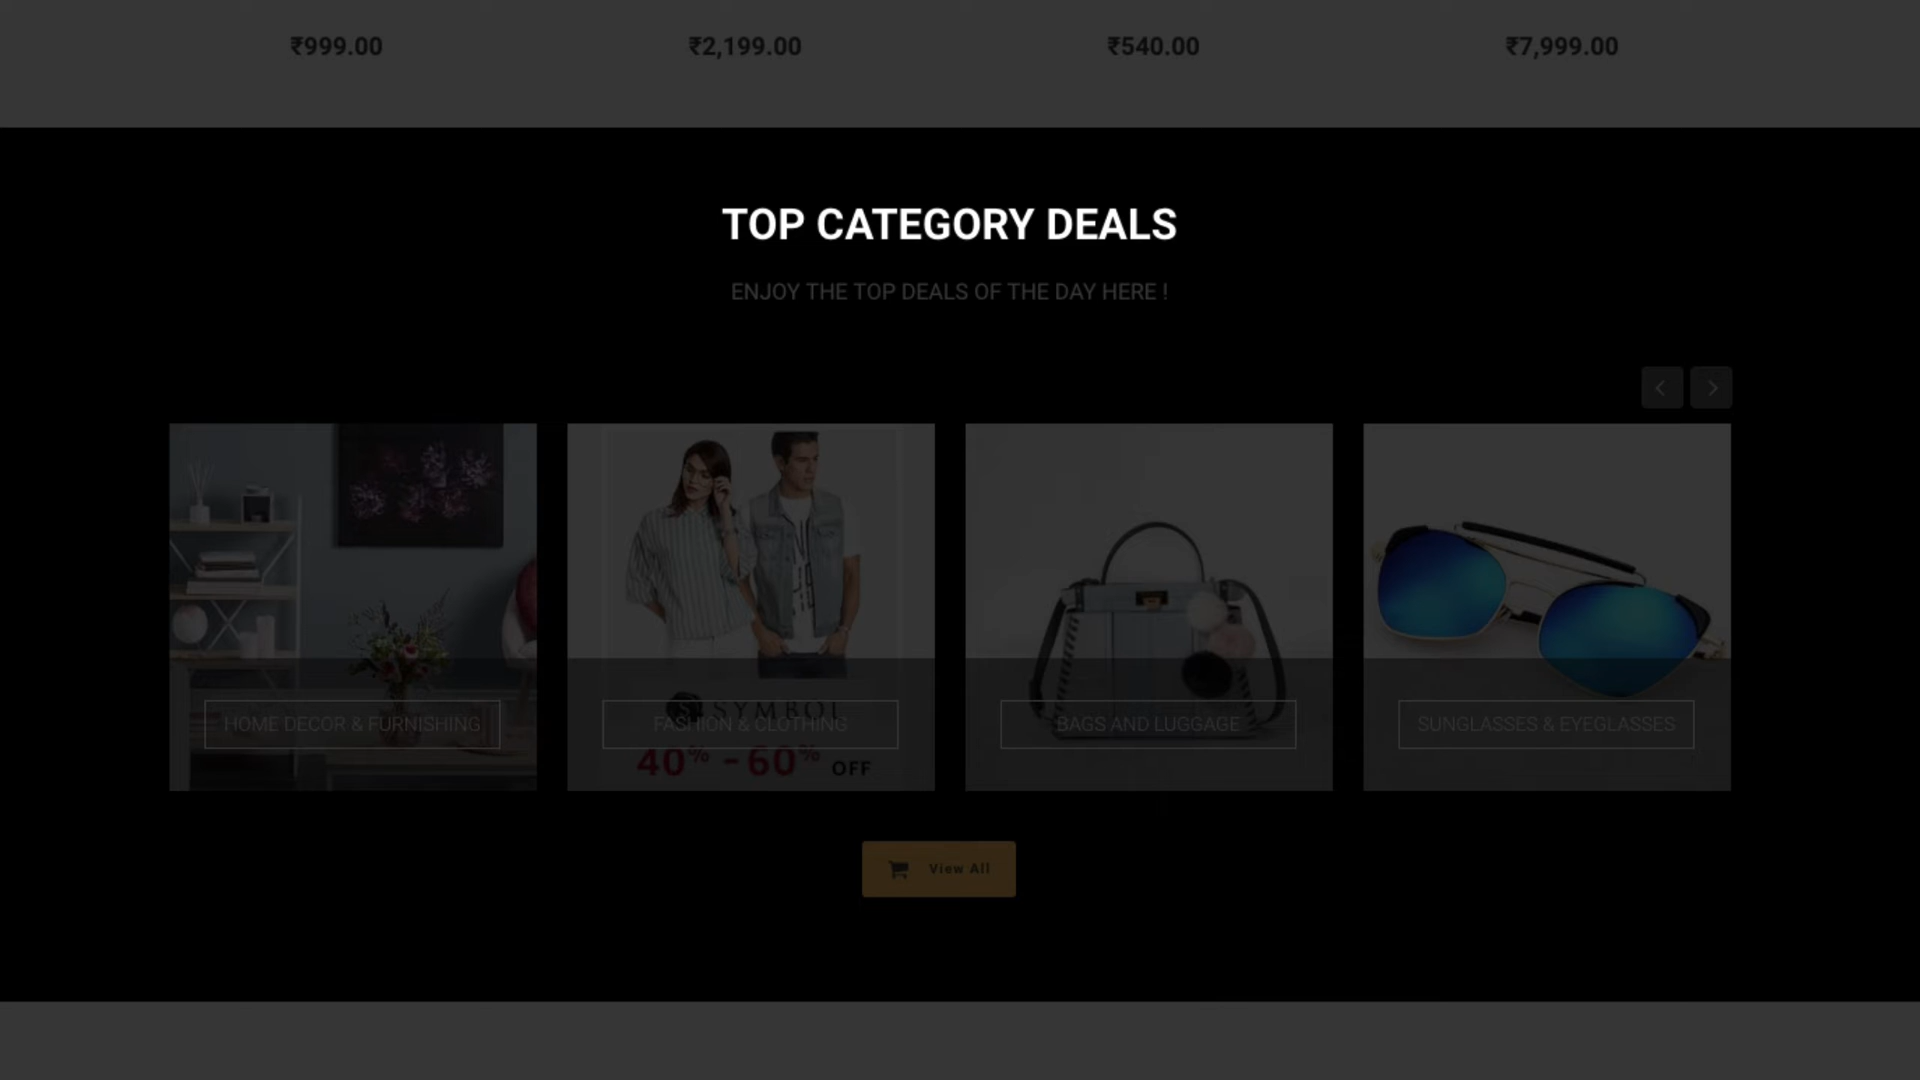 ₹999.00
₹2,199.00
₹540.00
₹7,999.00
TOP CATEGORY DEALS
ENJOY THE TOP DEALS OF THE DAY HERE !
HOME DECOR & FURNISHING
SYMBOL
FASHION & CLOTHING
40% - 60% OFF
BAGS AND LUGGAGE
SUNGLASSES & EYEGLASSES
View All